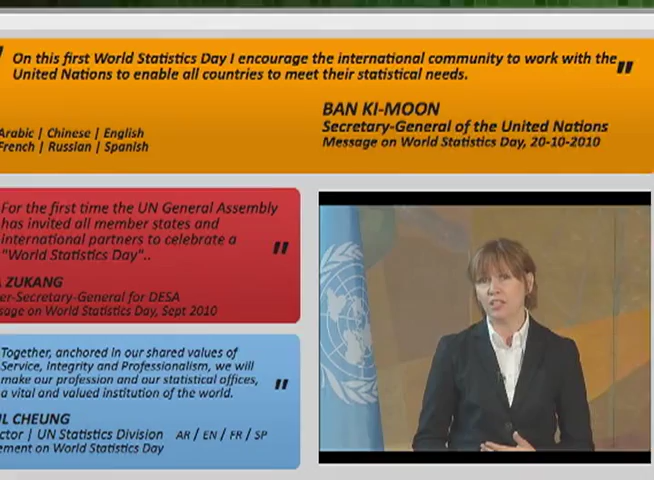 On this first World Statistics Day I encourage the international community to work with the
United Nations to enable all countries to meet their statistical needs. "
BAN KI-MOON
Secretary-General of the United Nations
Message on World Statistics Day, 20-10-2010
Arabic | Chinese | English
French | Russian | Spanish
For the first time the UN General Assembly
has invited all member states and
international partners to celebrate a
"World Statistics Day".. "
ZUKANG
er-Secretary-General for DESA
sage on World Statistics Day, Sept 2010
Together, anchored in our shared values of
Service, Integrity and Professionalism, we will
make our profession and our statistical offices,
a vital and valued institution of the world. "
L CHEUNG
ctor | UN Statistics Division AR / EN / FR / SP
ement on World Statistics Day